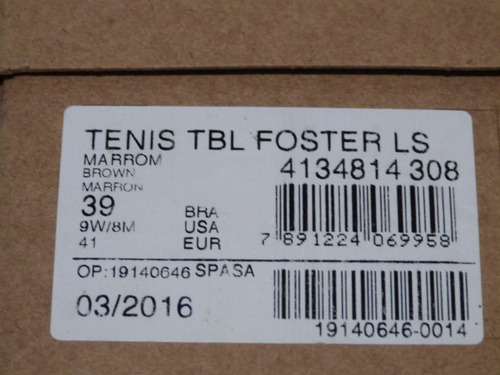 TENIS TBL FOSTER LS
MARROM
BROWN
MARRON
4134814 308
39 BRA
9W/8M USA
41 EUR
7 891224 069958
OP:19140646 SPASA
03/2016
19140646-0014